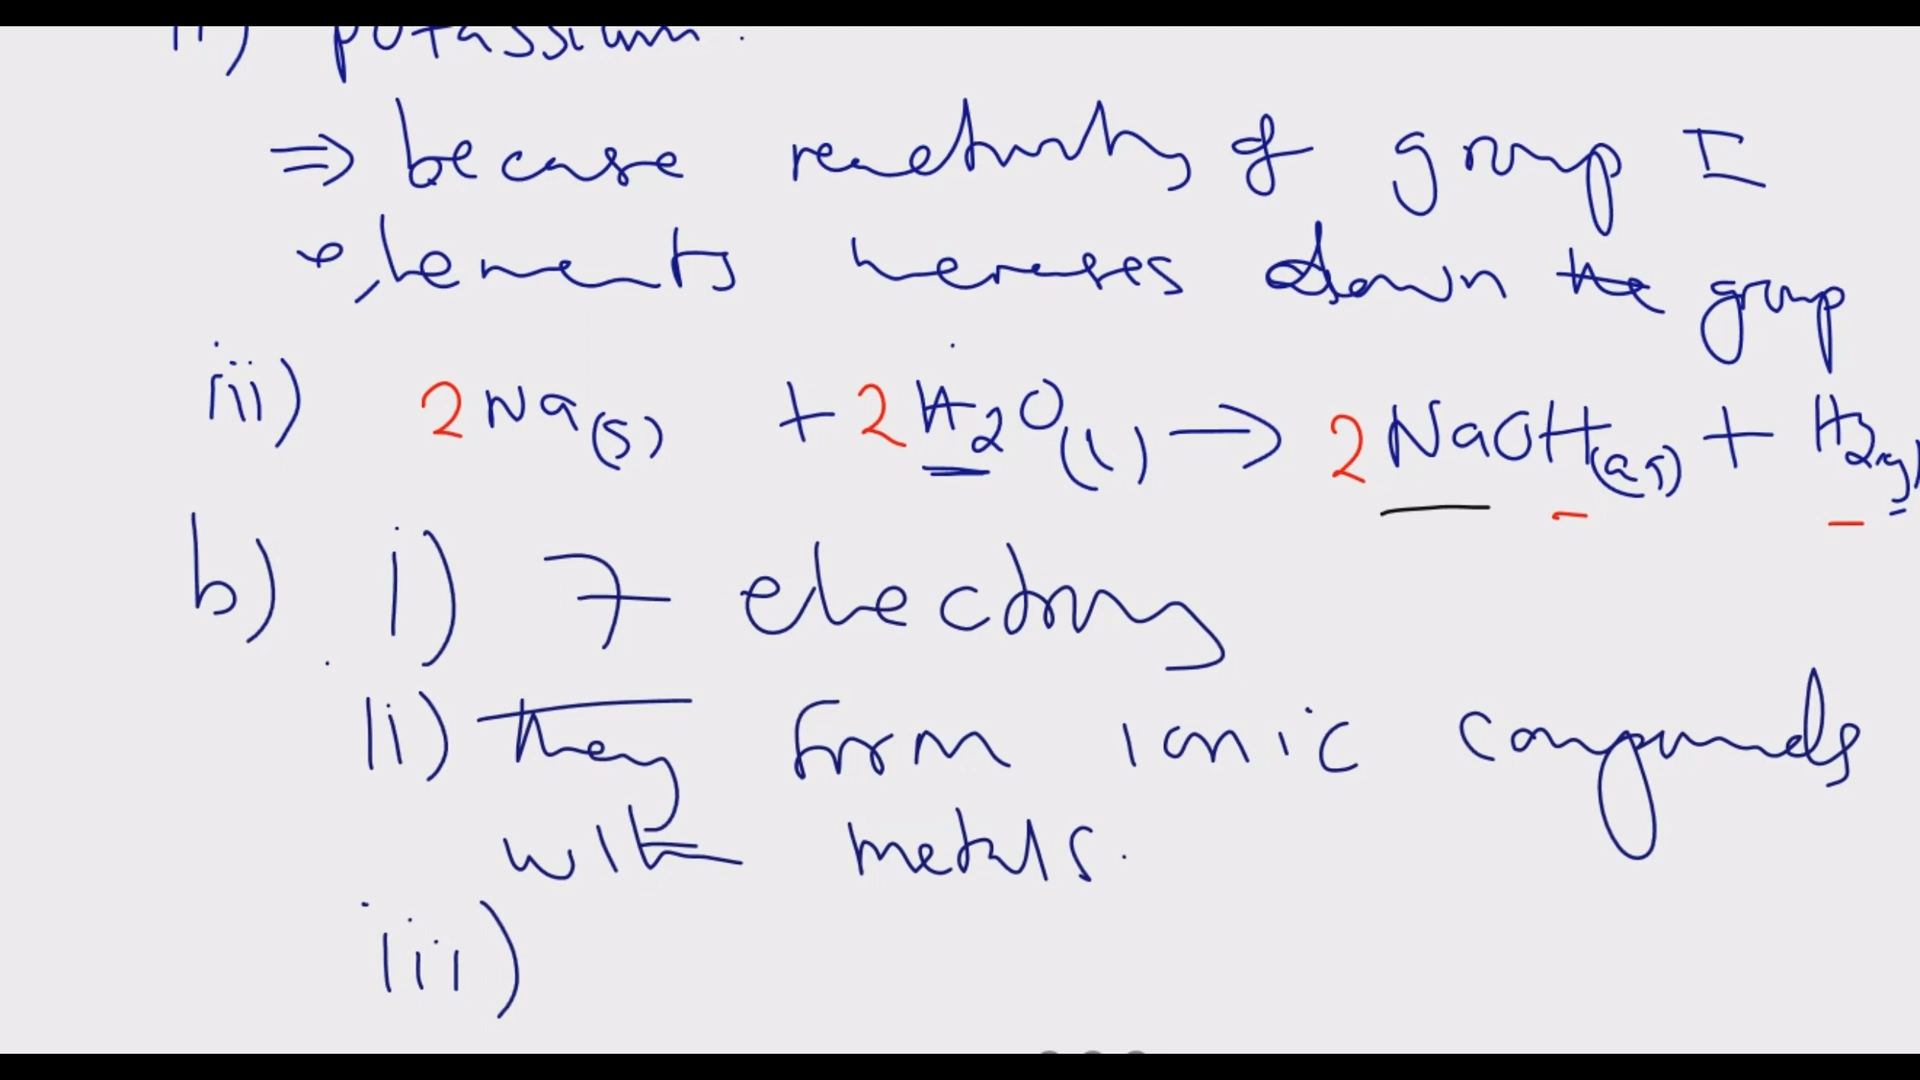 ii) potassium.
⇒ because reactivity of group I
elements increases down the group
iii) 2Na(s) + 2H₂O(l) → 2NaOH(aq) + H₂(g)
b) i) 7 electrons
ii) They form ionic compounds
with metals.
iii)